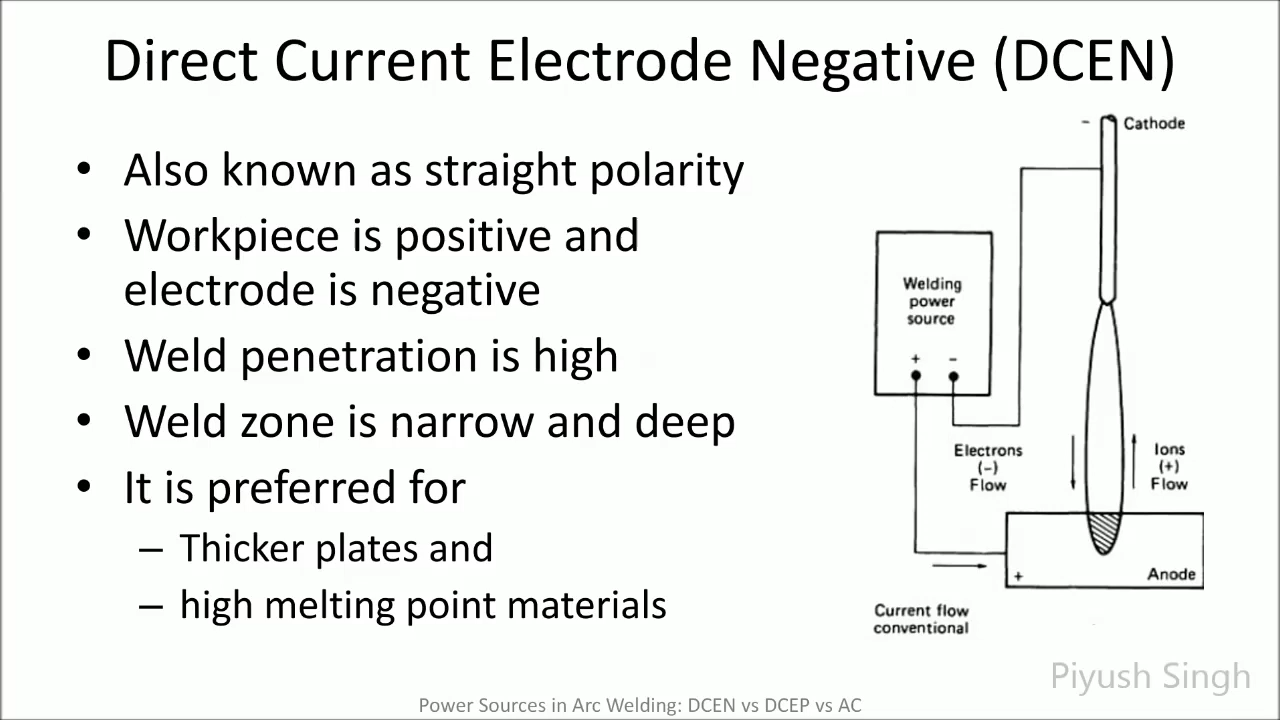 Direct Current Electrode Negative (DCEN)
• Also known as straight polarity
• Workpiece is positive and
electrode is negative
• Weld penetration is high
• Weld zone is narrow and deep
• It is preferred for
– Thicker plates and
– high melting point materials
– Cathode
Welding
power
source
+ –
Electrons
(–)
Flow
Ions
(+)
Flow
+ Anode
Current flow
conventional
Piyush Singh
Power Sources in Arc Welding: DCEN vs DCEP vs AC